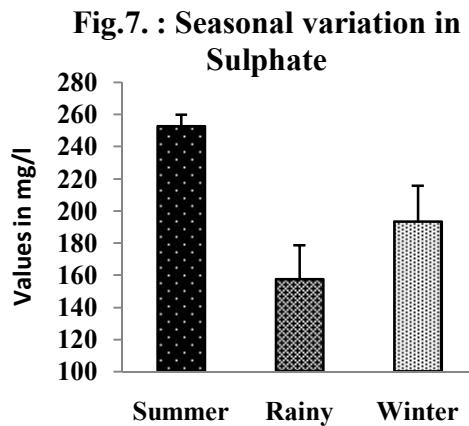 Fig.7. : Seasonal variation in
Sulphate
Values in mg/l
280
260
240
220
200
180
160
140
120
100
Summer Rainy Winter